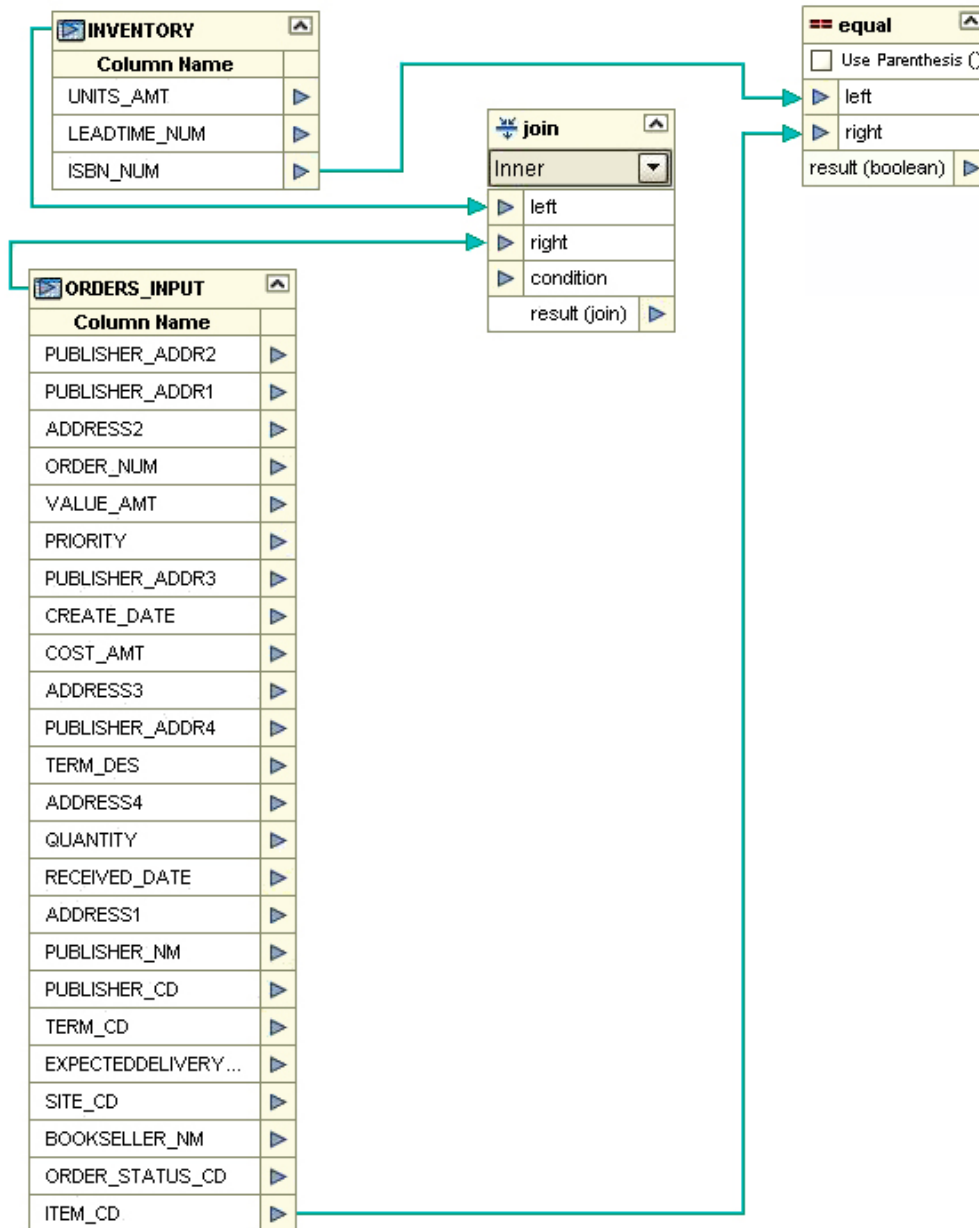 INVENTORY
Column Name
UNITS_AMT
LEADTIME_NUM
ISBN_NUM
join
Inner
left
right
condition
result (join)
== equal
Use Parenthesis ()
left
right
result (boolean)
ORDERS_INPUT
Column Name
PUBLISHER_ADDR2
PUBLISHER_ADDR1
ADDRESS2
ORDER_NUM
VALUE_AMT
PRIORITY
PUBLISHER_ADDR3
CREATE_DATE
COST_AMT
ADDRESS3
PUBLISHER_ADDR4
TERM_DES
ADDRESS4
QUANTITY
RECEIVED_DATE
ADDRESS1
PUBLISHER_NM
PUBLISHER_CD
TERM_CD
EXPECTEDDELIVERY...
SITE_CD
BOOKSELLER_NM
ORDER_STATUS_CD
ITEM_CD